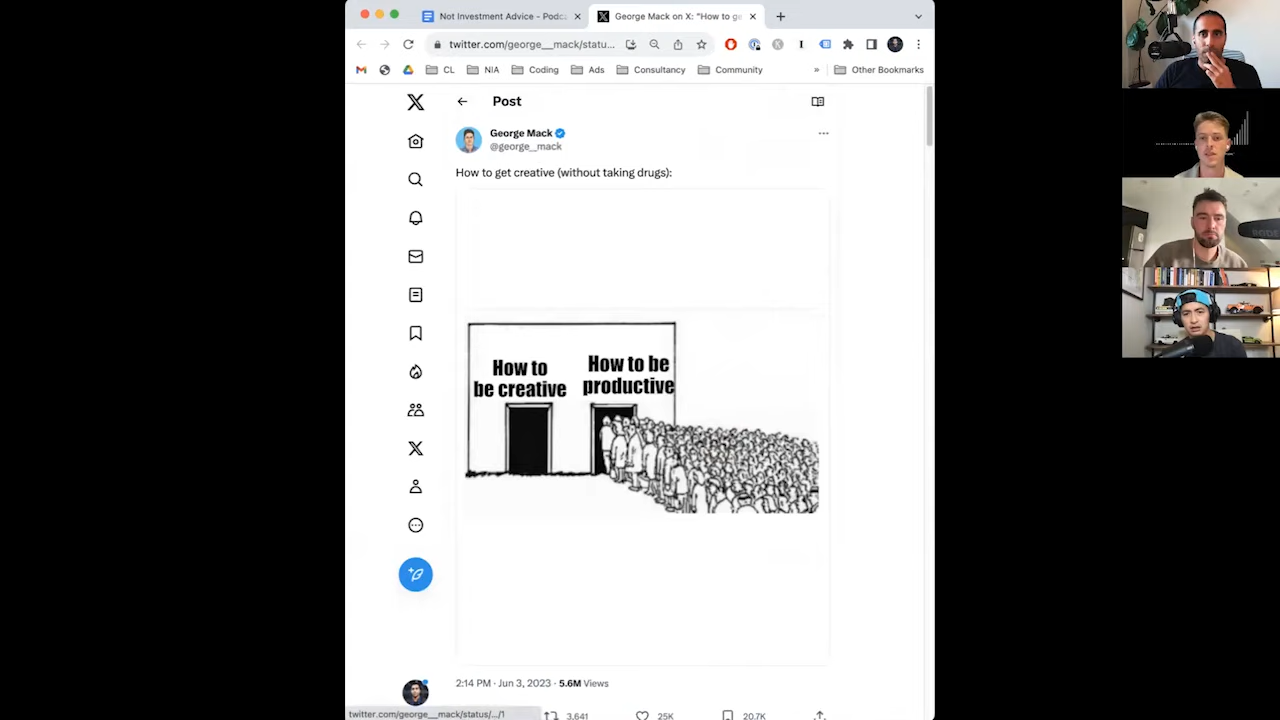 Not Investment Advice - Podc
George Mack on X: "How to ge
twitter.com/george__mack/statu...
CL
NIA
Coding
Ads
Consultancy
Community
»
Other Bookmarks
Post
George Mack
@george__mack
How to get creative (without taking drugs):
How to
be creative
How to be
productive
2:14 PM · Jun 3, 2023 · 5.6M Views
3,641
25K
20.7K
twitter.com/george__mack/status/.../1